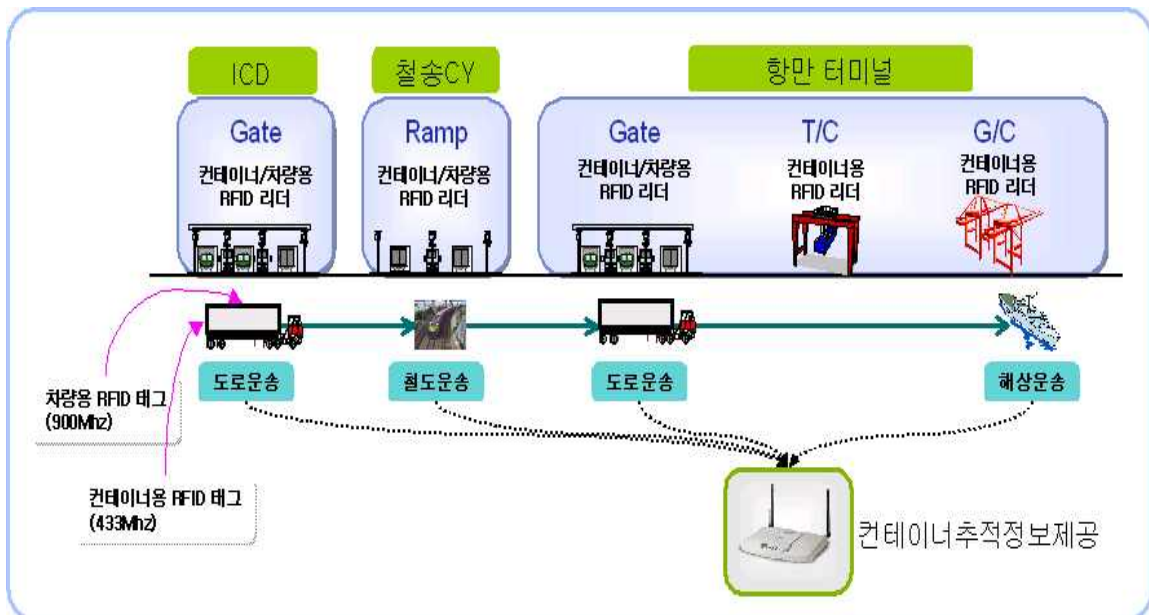 ICD
철송CY
항만 터미널
Gate
Ramp
Gate
T/C
G/C
컨테이너/차량용
RFID 리더
컨테이너/차량용
RFID 리더
컨테이너/차량용
RFID 리더
컨테이너용
RFID 리더
컨테이너용
RFID 리더
도로운송
철도운송
도로운송
해상운송
차량용 RFID 태그
(900Mhz)
컨테이너용 RFID 태그
(433Mhz)
컨테이너추적정보제공